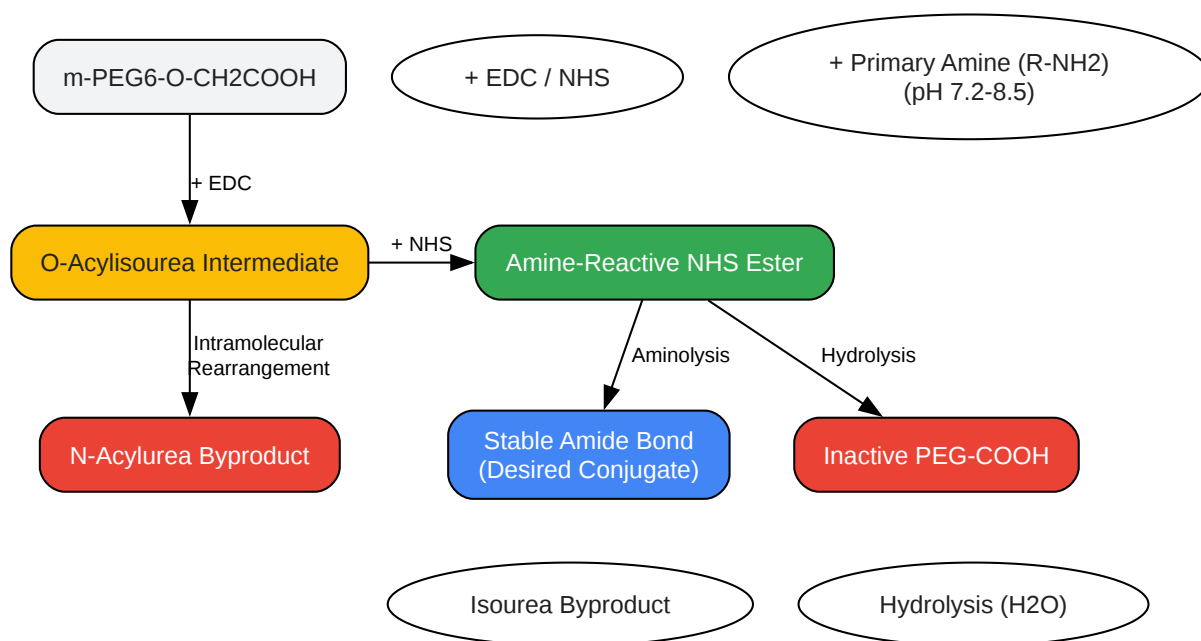 m-PEG6-O-CH2COOH
+ EDC / NHS
+ Primary Amine (R-NH2)
(pH 7.2-8.5)
+ EDC
O-Acylisourea Intermediate
+ NHS
Amine-Reactive NHS Ester
Intramolecular
Rearrangement
Aminolysis
Hydrolysis
N-Acylurea Byproduct
Stable Amide Bond
(Desired Conjugate)
Inactive PEG-COOH
Isourea Byproduct
Hydrolysis (H2O)